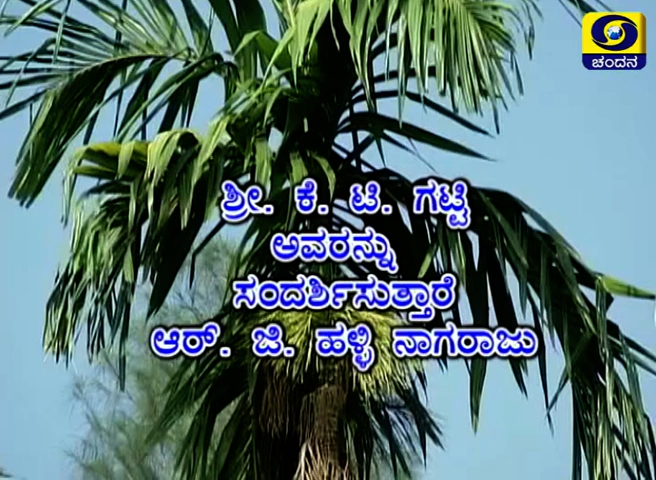 ಚಂದನ
ಶ್ರೀ. ಕೆ. ಟಿ. ಗಟ್ಟಿ
ಅವರನ್ನು
ಸಂದರ್ಶಿಸುತ್ತಾರೆ
ಆರ್. ಜಿ. ಹಳ್ಳಿ ನಾಗರಾಜು